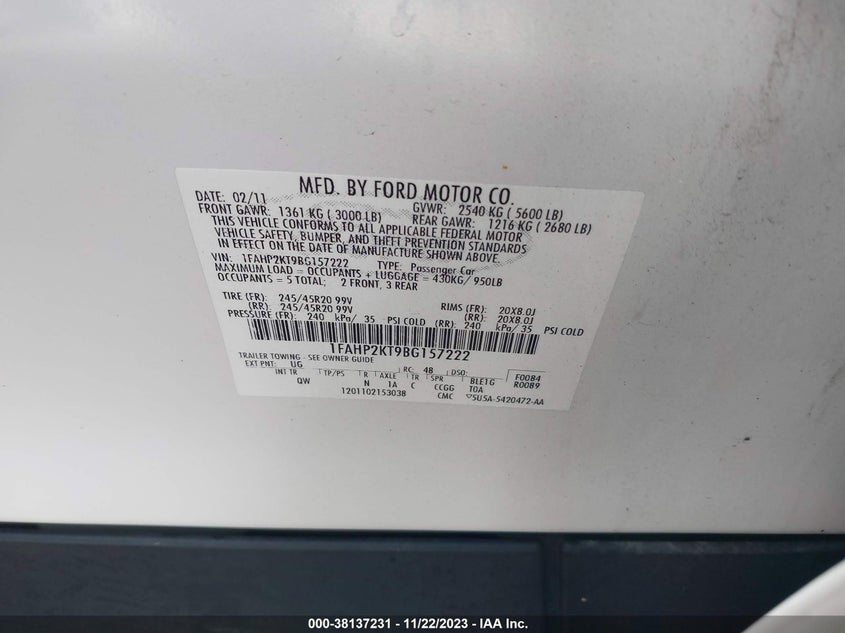 MFD. BY FORD MOTOR CO.
DATE: 02/11 GVWR: 2540 KG ( 5600 LB)
FRONT GAWR: 1361 KG ( 3000 LB) REAR GAWR: 1216 KG ( 2680 LB)
THIS VEHICLE CONFORMS TO ALL APPLICABLE FEDERAL MOTOR
VEHICLE SAFETY, BUMPER, AND THEFT PREVENTION STANDARDS
IN EFFECT ON THE DATE OF MANUFACTURE SHOWN ABOVE.
VIN: 1FAHP2KT9BG157222 TYPE: Passenger Car
MAXIMUM LOAD = OCCUPANTS + LUGGAGE = 430KG/ 950LB
OCCUPANTS = 5 TOTAL; 2 FRONT, 3 REAR
TIRE (FR): 245/45R20 99V RIMS (FR): 20X8.0J
(RR): 245/45R20 99V (RR): 20X8.0J
PRESSURE (FR): 240 kPa/ 35 PSI COLD (RR): 240 kPa/ 35 PSI COLD
1FAHP2KT9BG157222
TRAILER TOWING - SEE OWNER GUIDE
EXT PNT: UG RC: 4B DSO: F0084
INT TR TP/PS R AXLE TR SPR BLE1G R0089
QW N 1A C CCGG T0A
1201102153038 CMC ▽5U5A-5420472-AA
000-38137231 - 11/22/2023 - IAA Inc.